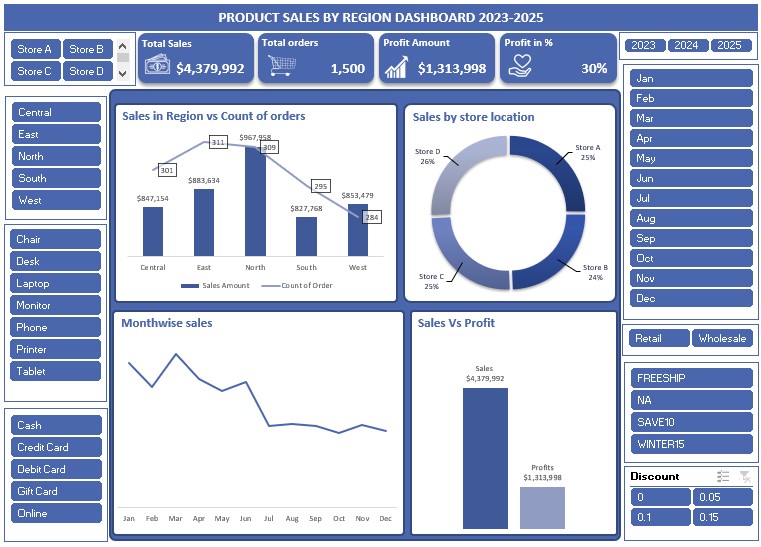 PRODUCT SALES BY REGION DASHBOARD 2023-2025
Store A
Store B
Store C
Store D
Total Sales
$4,379,992
Total orders
1,500
Profit Amount
$1,313,998
Profit in %
30%
2023
2024
2025
Central
East
North
South
West
Chair
Desk
Laptop
Monitor
Phone
Printer
Tablet
Cash
Credit Card
Debit Card
Gift Card
Online
Sales in Region vs Count of orders
$847,154
$883,634
$967,958
$827,768
$853,479
301
311
309
295
284
Central
East
North
South
West
Sales Amount
Count of Order
Sales by store location
Store A
25%
Store B
24%
Store C
25%
Store D
26%
Monthwise sales
Jan
Feb
Mar
Apr
May
Jun
Jul
Aug
Sep
Oct
Nov
Dec
Sales Vs Profit
Sales
$4,379,992
Profits
$1,313,998
Jan
Feb
Mar
Apr
May
Jun
Jul
Aug
Sep
Oct
Nov
Dec
Retail
Wholesale
FREESHIP
NA
SAVE10
WINTER15
Discount
0
0.05
0.1
0.15